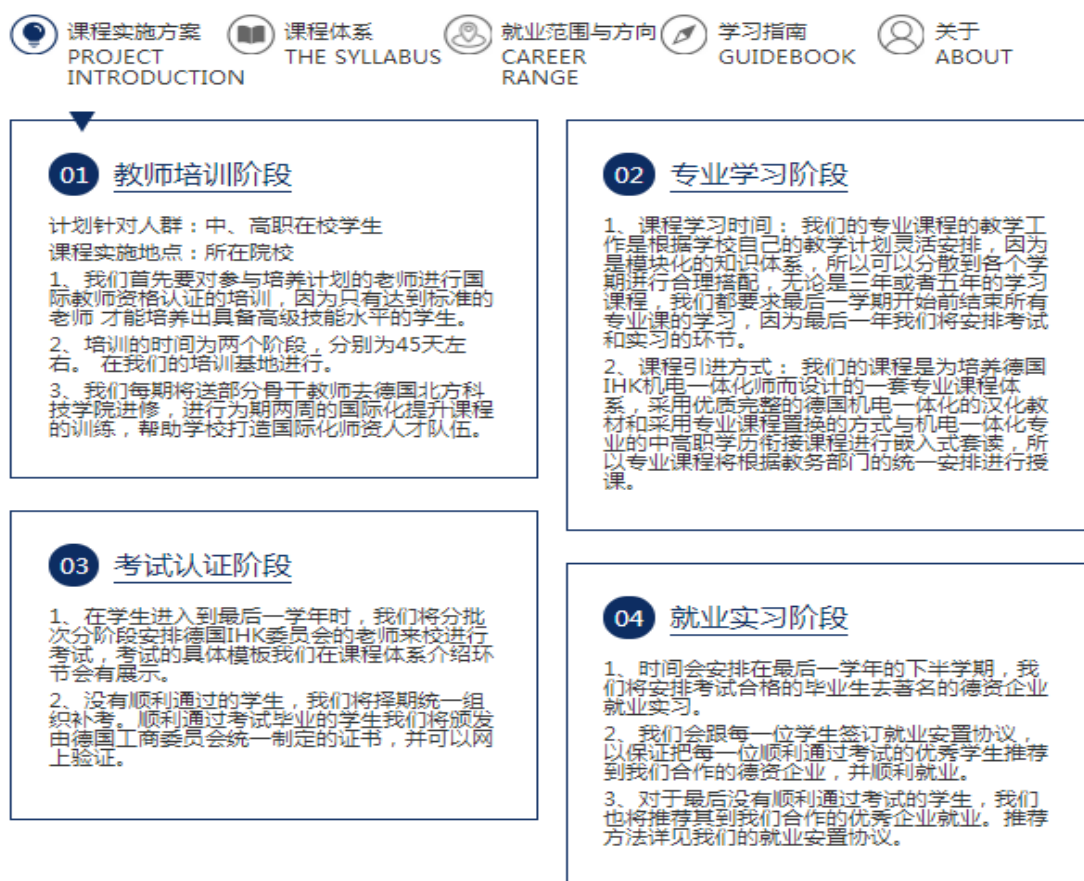 课程实施方案
PROJECT
INTRODUCTION
课程体系
THE SYLLABUS
就业范围与方向
CAREER
RANGE
学习指南
GUIDEBOOK
关于
ABOUT
01 教师培训阶段
计划针对人群：中、高职在校学生
课程实施地点：所在院校
1、我们首先要对参与培养计划的老师进行国
际教师资格认证的培训，因为只有达到标准的
老师 才能培养出具备高级技能水平的学生。
2、培训的时间为两个阶段，分别为45天左
右。 在我们的培训基地进行。
3、我们每期将送部分骨干教师去德国北方科
技学院进修，进行为期两周的国际化提升课程
的训练，帮助学校打造国际化师资人才队伍。
02 专业学习阶段
1、课程学习时间： 我们的专业课程的教学工
作是根据学校自己的教学计划灵活安排，因为
是模块化的知识体系，所以可以分散到各个学
期进行合理搭配，无论是三年或者五年的学习
课程，我们都要求最后一学期开始前结束所有
专业课的学习，因为最后一年我们将安排考试
和实习的环节。
2、课程引进方式： 我们的课程是为培养德国
IHK机电一体化师而设计的一套专业课程体
系，采用优质完整的德国机电一体化的汉化教
材和采用专业课程置换的方式与机电一体化专
业的中高职学历衔接课程进行嵌入式套读，所
以专业课程将根据教务部门的统一安排进行授
课。
03 考试认证阶段
1、在学生进入到最后一学年时，我们将分批
次分阶段安排德国IHK委员会的老师来校进行
考试，考试的具体模板我们在课程体系介绍环
节会有展示。
2、没有顺利通过的学生，我们将择期统一组
织补考。顺利通过考试毕业的学生我们将颁发
由德国工商委员会统一制定的证书，并可以网
上验证。
04 就业实习阶段
1、时间会安排在最后一学年的下半学期，我
们将安排考试合格的毕业生去著名的德资企业
就业实习。
2、我们会跟每一位学生签订就业安置协议，
以保证把每一位顺利通过考试的优秀学生推荐
到我们合作的德资企业，并顺利就业。
3、对于最后没有顺利通过考试的学生，我们
也将推荐其到我们合作的优秀企业就业。推荐
方法详见我们的就业安置协议。